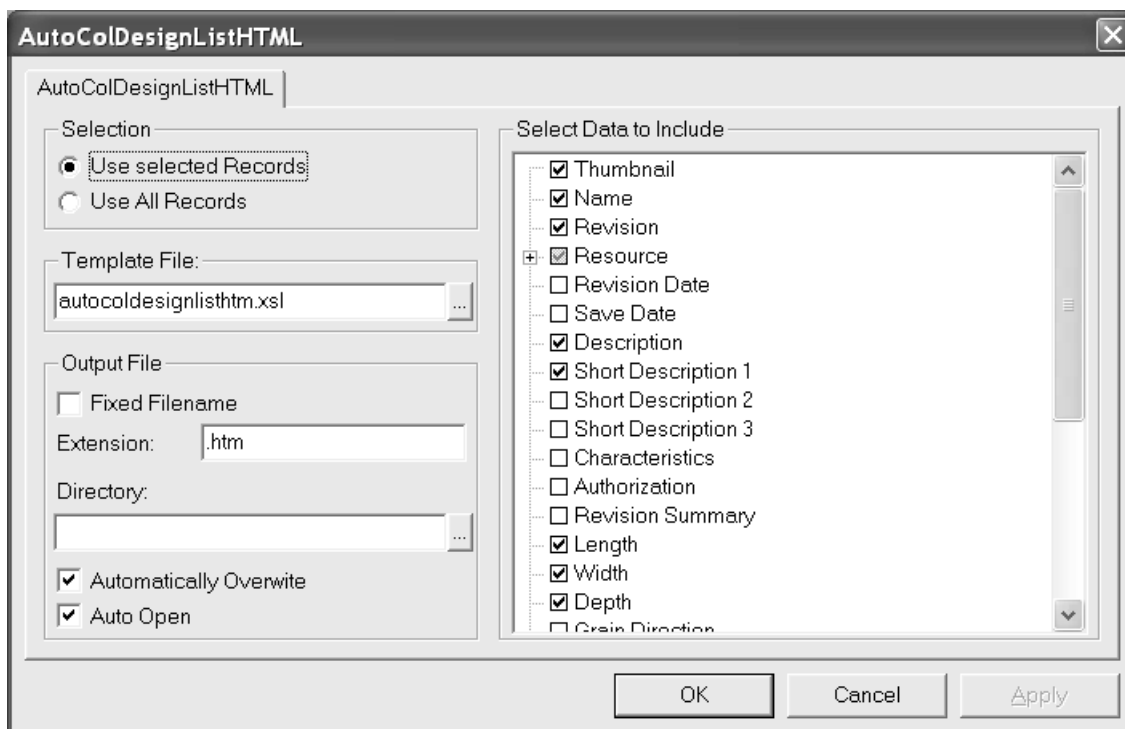 AutoColDesignListHTML
AutoColDesignListHTML
Selection
Use selected Records
Use All Records
Template File:
autocoldesignlisthtm.xsl
...
Output File
Fixed Filename
Extension:
.htm
Directory:
...
Automatically Overwite
Auto Open
Select Data to Include
Thumbnail
Name
Revision
Resource
Revision Date
Save Date
Description
Short Description 1
Short Description 2
Short Description 3
Characteristics
Authorization
Revision Summary
Length
Width
Depth
Grain Direction
OK
Cancel
Apply